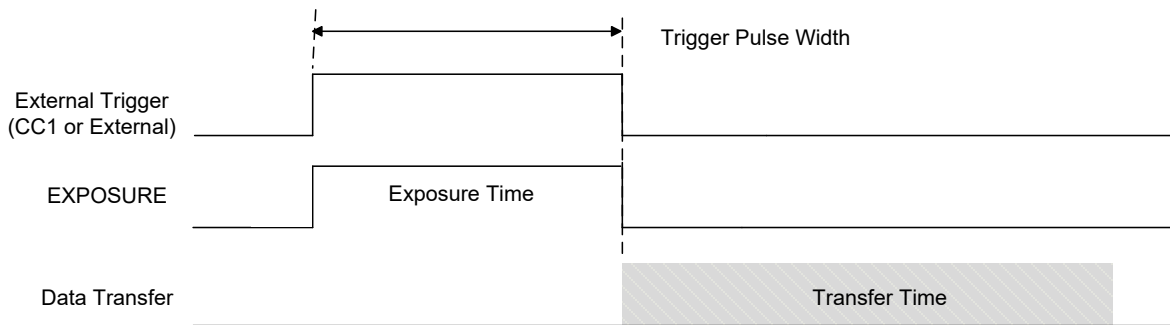 Trigger Pulse Width
External Trigger
(CC1 or External)
EXPOSURE
Exposure Time
Data Transfer
Transfer Time